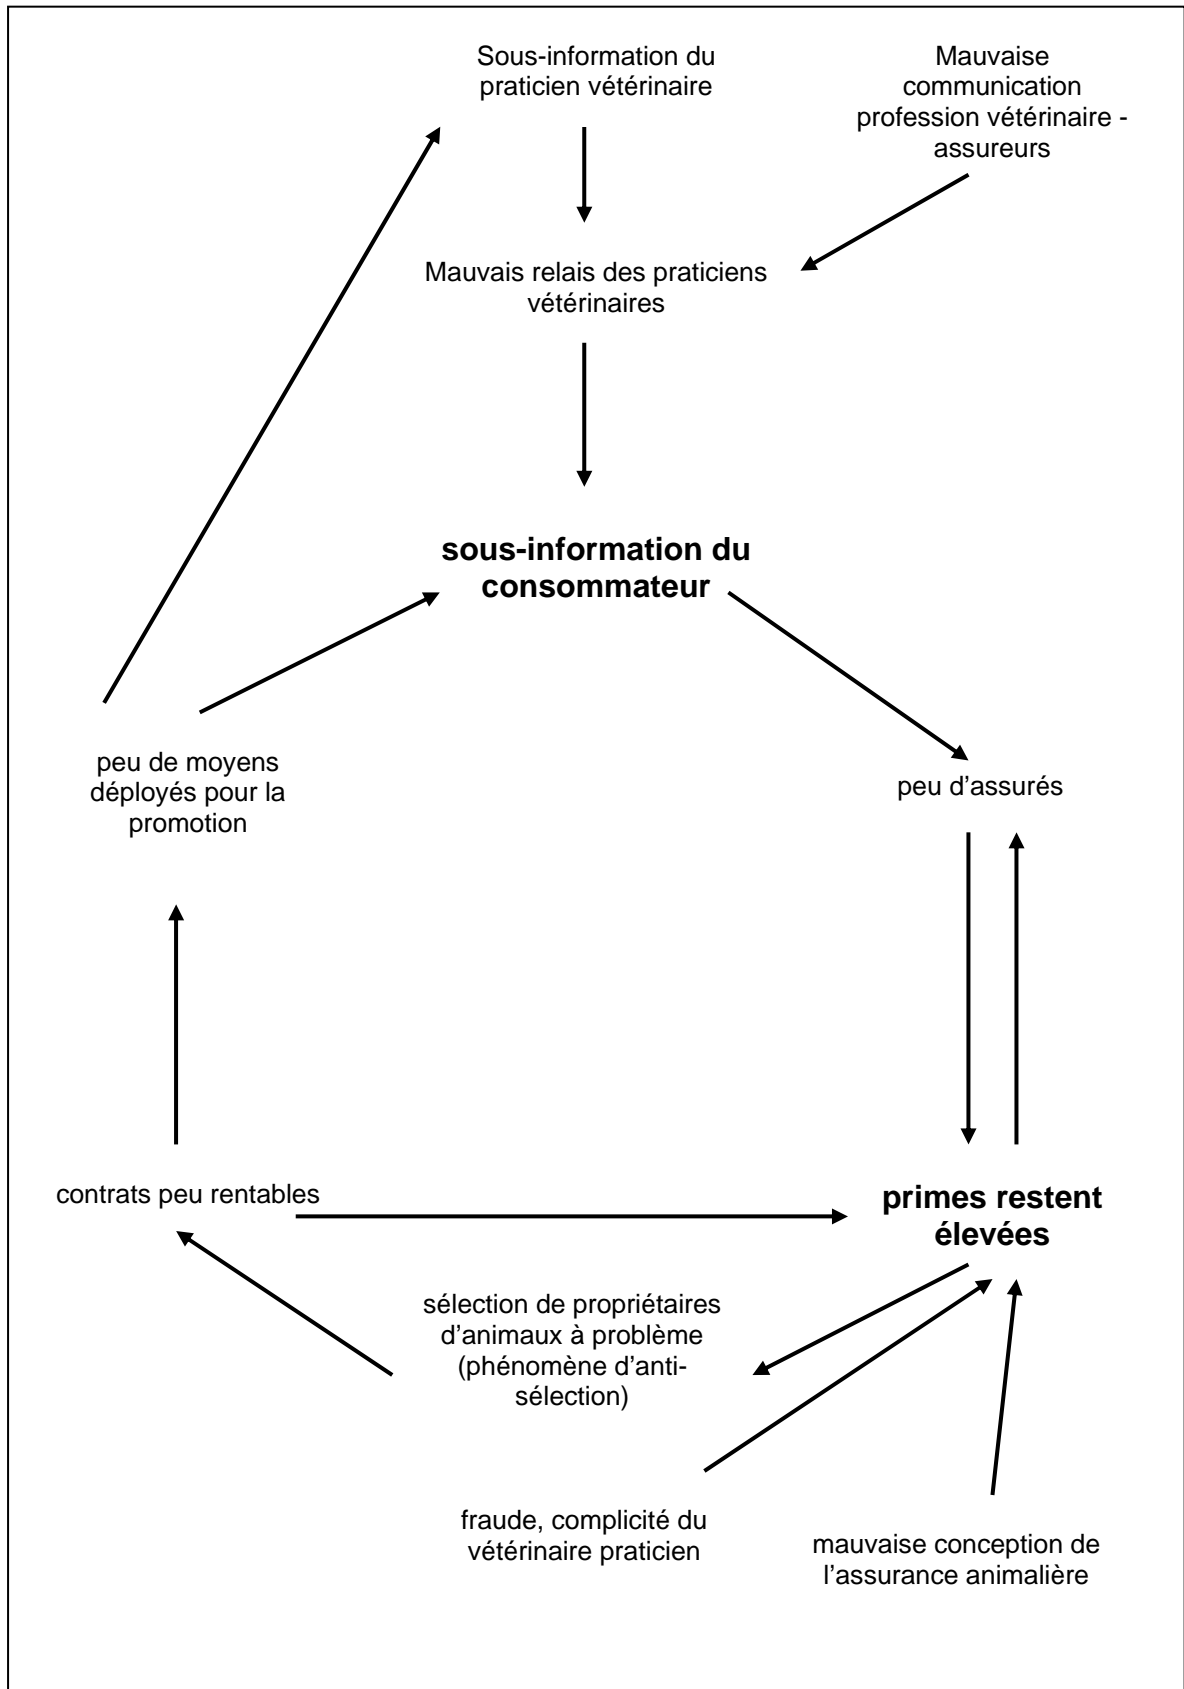 Sous-information du
praticien vétérinaire
Mauvaise
communication
profession vétérinaire -
assureurs
Mauvais relais des praticiens
vétérinaires
sous-information du
consommateur
peu de moyens
déployés pour la
promotion
peu d’assurés
contrats peu rentables
primes restent
élevées
sélection de propriétaires
d’animaux à problème
(phénomène d’anti-
sélection)
fraude, complicité du
vétérinaire praticien
mauvaise conception de
l’assurance animalière